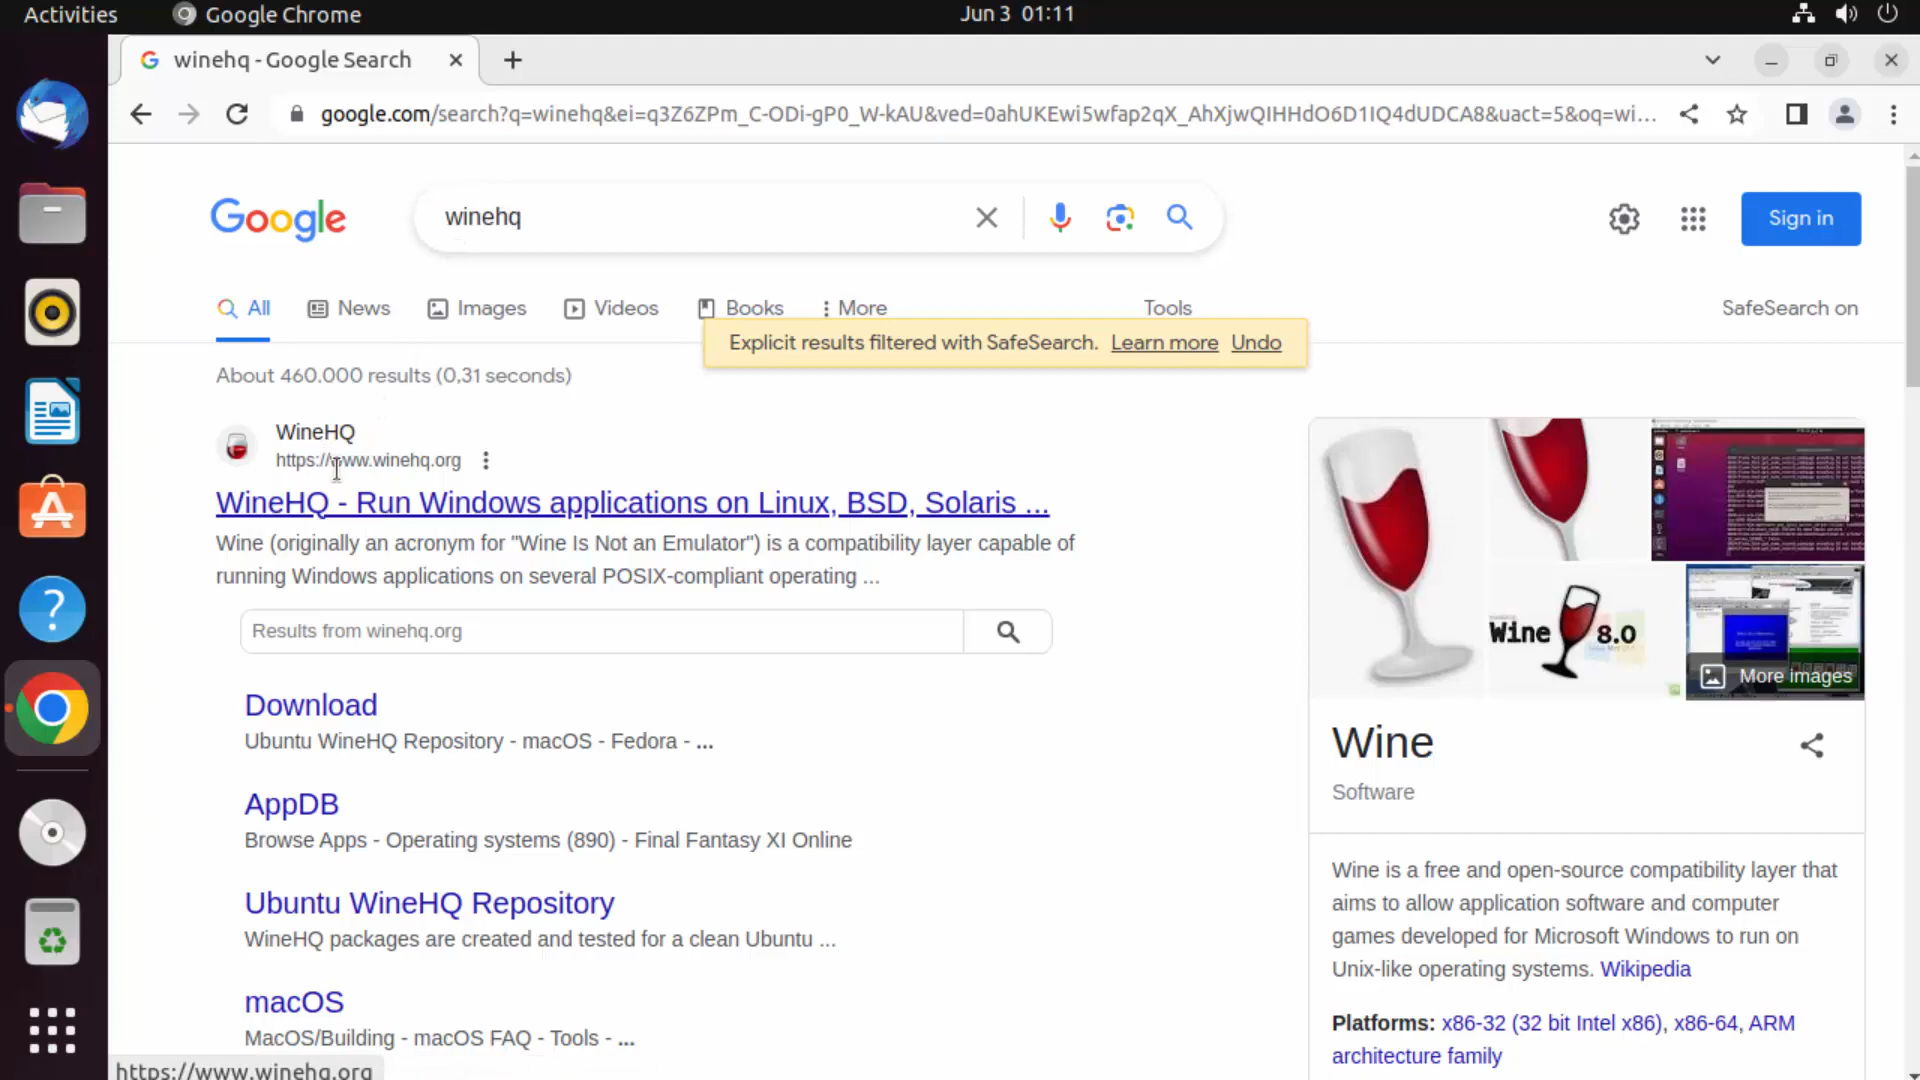 Activities
Google Chrome
Jun 3 01:11
winehq - Google Search
google.com/search?q=winehq&ei=q3Z6ZPm_C-ODi-gP0_W-kAU&ved=0ahUKEwi5wfap2qX_AhXjwQIHHdO6D1IQ4dUDCA8&uact=5&oq=wi...
Google
winehq
Sign in
All
News
Images
Videos
Books
More
Tools
SafeSearch on
Explicit results filtered with SafeSearch. Learn more Undo
About 460.000 results (0,31 seconds)
WineHQ
https://www.winehq.org
WineHQ - Run Windows applications on Linux, BSD, Solaris ...
Wine (originally an acronym for "Wine Is Not an Emulator") is a compatibility layer capable of
running Windows applications on several POSIX-compliant operating ...
Results from winehq.org
Download
Ubuntu WineHQ Repository - macOS - Fedora - ...
AppDB
Browse Apps - Operating systems (890) - Final Fantasy XI Online
Ubuntu WineHQ Repository
WineHQ packages are created and tested for a clean Ubuntu ...
macOS
MacOS/Building - macOS FAQ - Tools - ...
https://www.winehq.org
Wine 8.0
More images
Wine
Software
Wine is a free and open-source compatibility layer that
aims to allow application software and computer
games developed for Microsoft Windows to run on
Unix-like operating systems. Wikipedia
Platforms: x86-32 (32 bit Intel x86), x86-64, ARM
architecture family